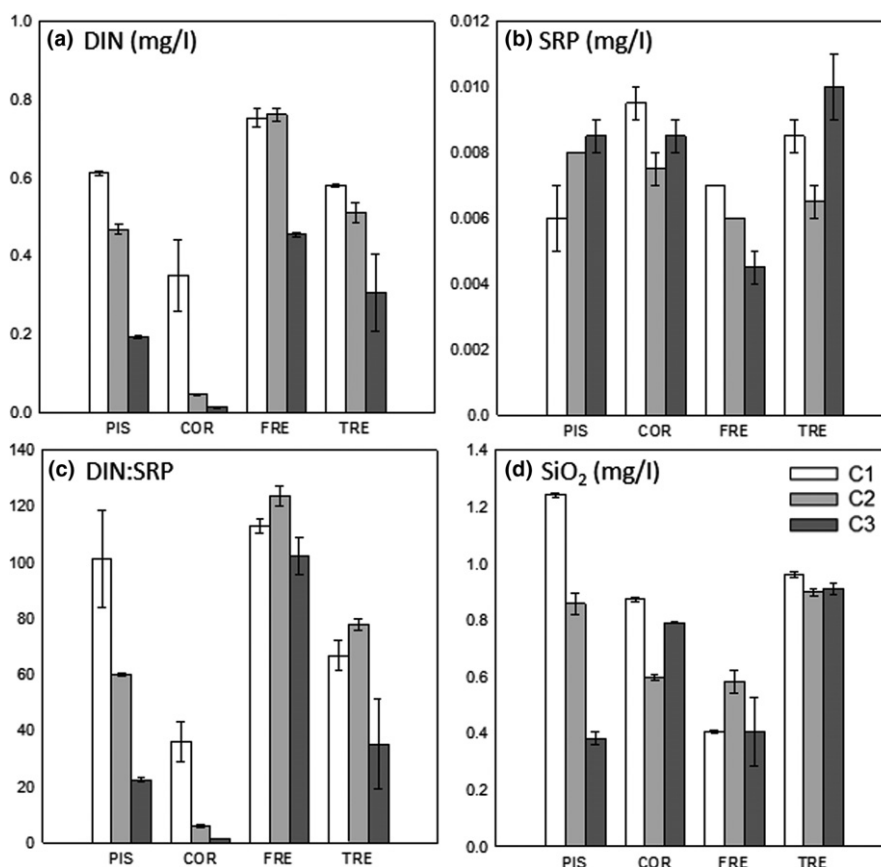 (a) DIN (mg/l)
1.0
0.8
0.6
0.4
0.2
0.0
PIS COR FRE TRE
(b) SRP (mg/l)
0.012
0.010
0.008
0.006
0.004
0.002
0.000
PIS COR FRE TRE
(c) DIN:SRP
140
120
100
80
60
40
20
0
PIS COR FRE TRE
(d) SiO₂ (mg/l)
1.4
1.2
1.0
0.8
0.6
0.4
0.2
0.0
C1
C2
C3
PIS COR FRE TRE